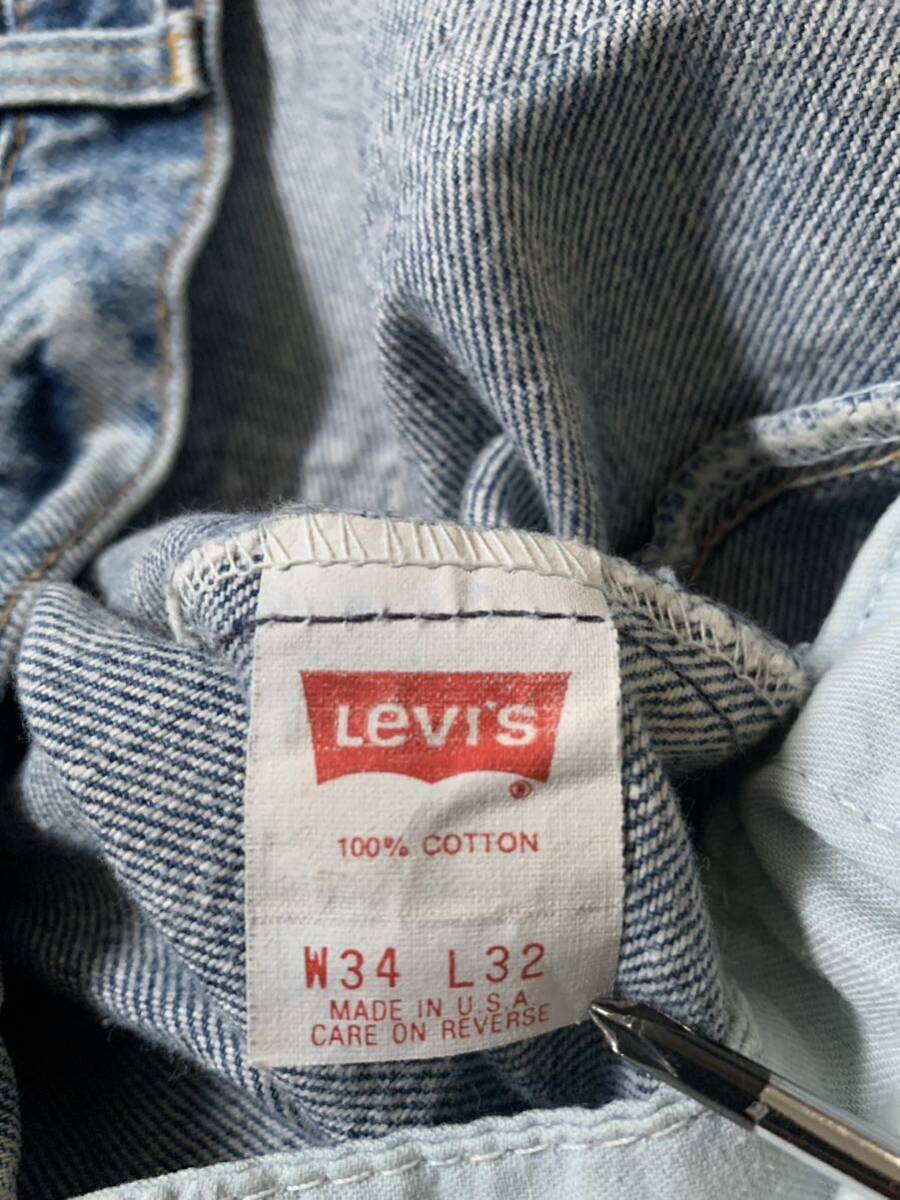 Levi's
®
100% COTTON
W34 L32
MADE IN U.S.A.
CARE ON REVERSE